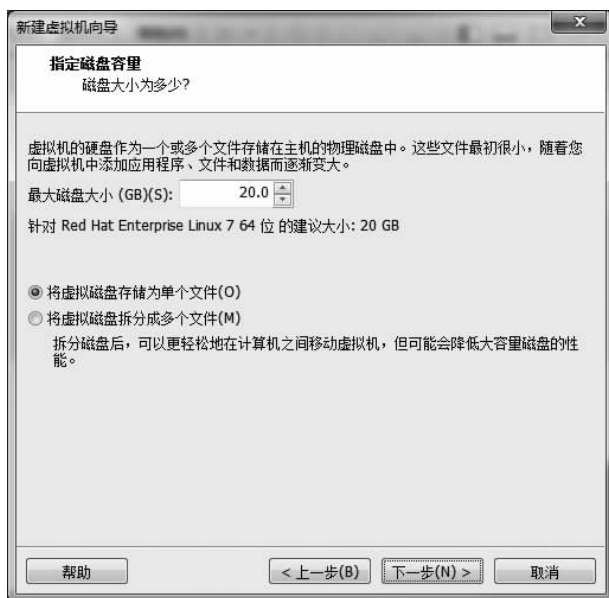 新建虚拟机向导
指定磁盘容量
磁盘大小为多少?
虚拟机的硬盘作为一个或多个文件存储在主机的物理磁盘中。这些文件最初很小，随着您
向虚拟机中添加应用程序、文件和数据而逐渐变大。
最大磁盘大小 (GB)(S): 20.0
针对 Red Hat Enterprise Linux 7 64 位 的建议大小: 20 GB
将虚拟磁盘存储为单个文件(O)
将虚拟磁盘拆分成多个文件(M)
拆分磁盘后，可以更轻松地在计算机之间移动虚拟机，但可能会降低大容量磁盘的性
能。
帮助 < 上一步(B) 下一步(N) > 取消